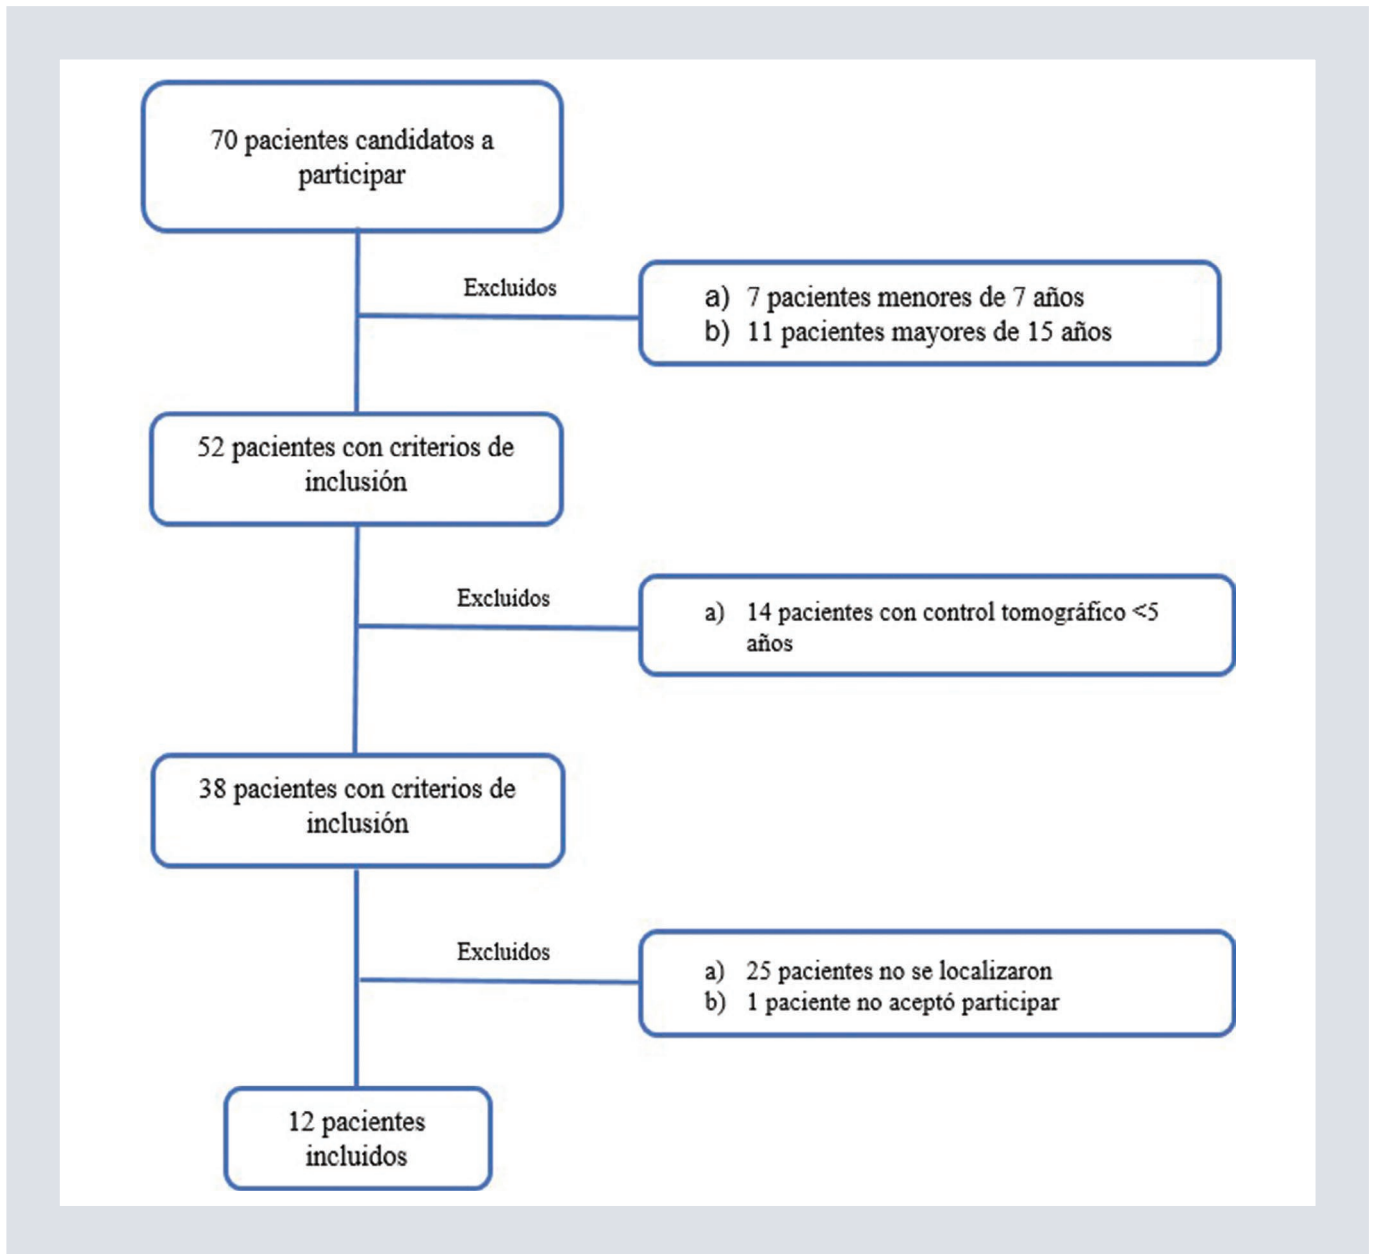 70 pacientes candidatos a
participar
Excluidos
a) 7 pacientes menores de 7 años
b) 11 pacientes mayores de 15 años
52 pacientes con criterios de
inclusión
Excluidos
a) 14 pacientes con control tomográfico <5
años
38 pacientes con criterios de
inclusión
Excluidos
a) 25 pacientes no se localizaron
b) 1 paciente no aceptó participar
12 pacientes
incluidos